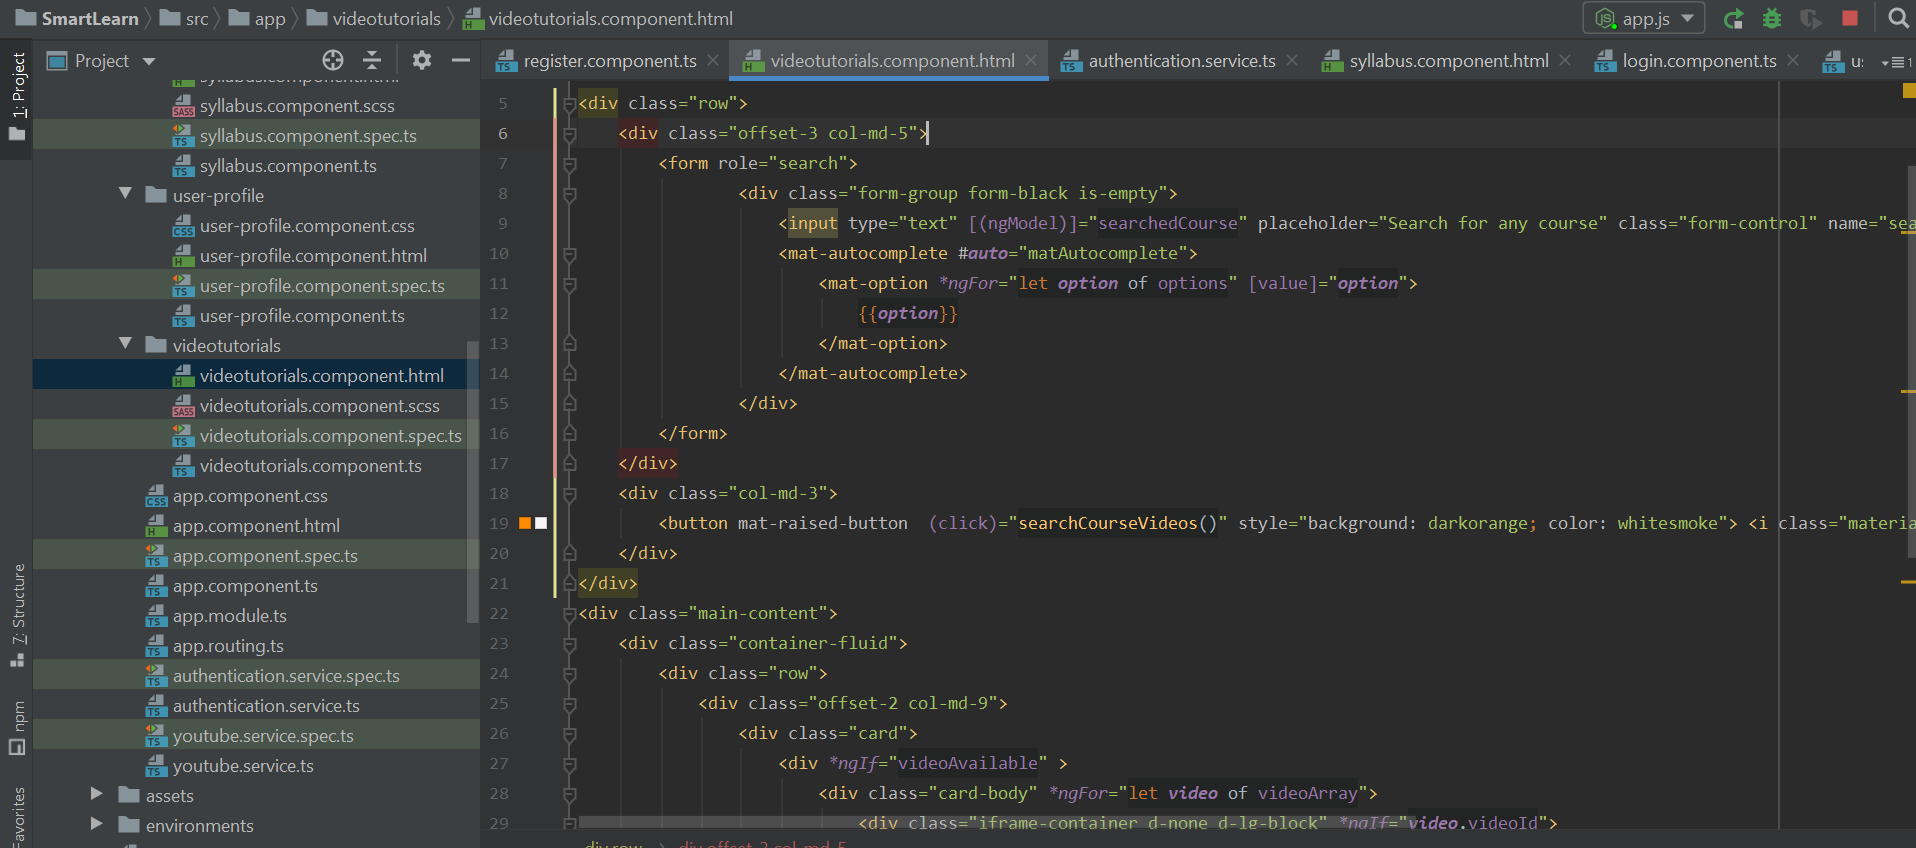 SmartLearn src app videotutorials videotutorials.component.html app.js
1: Project
Project
register.component.ts videotutorials.component.html authentication.service.ts syllabus.component.html login.component.ts
syllabus.component.html
syllabus.component.scss
syllabus.component.spec.ts
syllabus.component.ts
user-profile
user-profile.component.css
user-profile.component.html
user-profile.component.spec.ts
user-profile.component.ts
videotutorials
videotutorials.component.html
videotutorials.component.scss
videotutorials.component.spec.ts
videotutorials.component.ts
app.component.css
app.component.html
app.component.spec.ts
app.component.ts
app.module.ts
app.routing.ts
authentication.service.spec.ts
authentication.service.ts
youtube.service.spec.ts
youtube.service.ts
assets
environments
7: Structure
npm
Favorites
5 <div class="row">
6 <div class="offset-3 col-md-5">
7 <form role="search">
8 <div class="form-group form-black is-empty">
9 <input type="text" [(ngModel)]="searchedCourse" placeholder="Search for any course" class="form-control" name="sea
10 <mat-autocomplete #auto="matAutocomplete">
11 <mat-option *ngFor="let option of options" [value]="option">
12 {{option}}
13 </mat-option>
14 </mat-autocomplete>
15 </div>
16 </form>
17 </div>
18 <div class="col-md-3">
19 <button mat-raised-button (click)="searchCourseVideos()" style="background: darkorange; color: whitesmoke"> <i class="materia
20 </div>
21 </div>
22 <div class="main-content">
23 <div class="container-fluid">
24 <div class="row">
25 <div class="offset-2 col-md-9">
26 <div class="card">
27 <div *ngIf="videoAvailable" >
28 <div class="card-body" *ngFor="let video of videoArray">
29 <div class="iframe-container d-none d-lg-block" *ngIf="video.videoId">
div.row div.offset-3.col-md-5